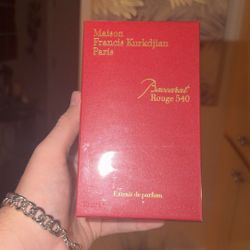 Maison
Francis Kurkdjian
Paris
Baccarat
Rouge 540
Extrait de parfum